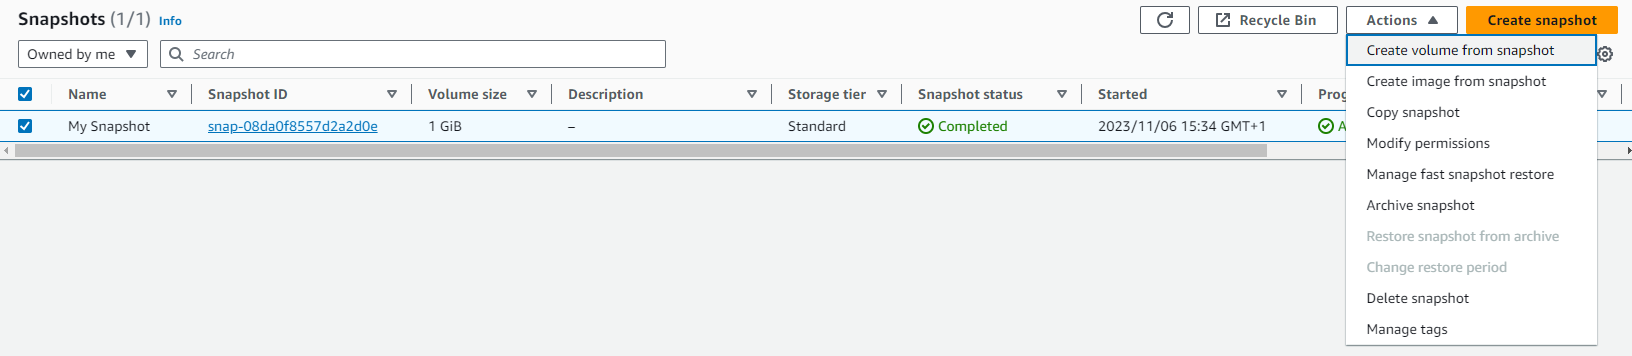 Snapshots (1/1) Info
Recycle Bin
Actions
Create snapshot
Owned by me
Search
Name Snapshot ID Volume size Description Storage tier Snapshot status Started
My Snapshot snap-08da0f8557d2a2d0e 1 GiB – Standard Completed 2023/11/06 15:34 GMT+1
Create volume from snapshot
Create image from snapshot
Copy snapshot
Modify permissions
Manage fast snapshot restore
Archive snapshot
Restore snapshot from archive
Change restore period
Delete snapshot
Manage tags